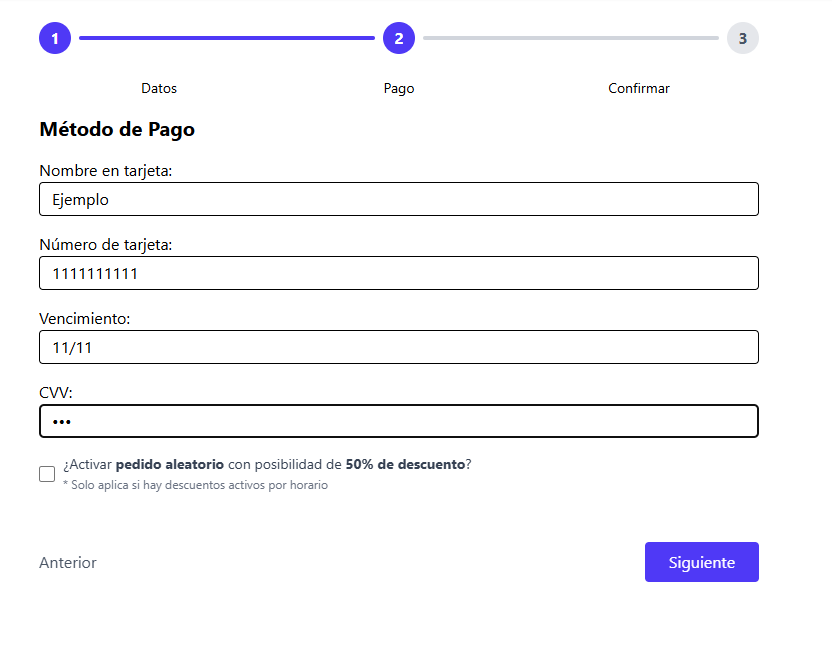 1 2 3
Datos Pago Confirmar
Método de Pago
Nombre en tarjeta:
Ejemplo
Número de tarjeta:
1111111111
Vencimiento:
11/11
CVV:
•••
¿Activar pedido aleatorio con posibilidad de 50% de descuento?
* Solo aplica si hay descuentos activos por horario
Anterior Siguiente